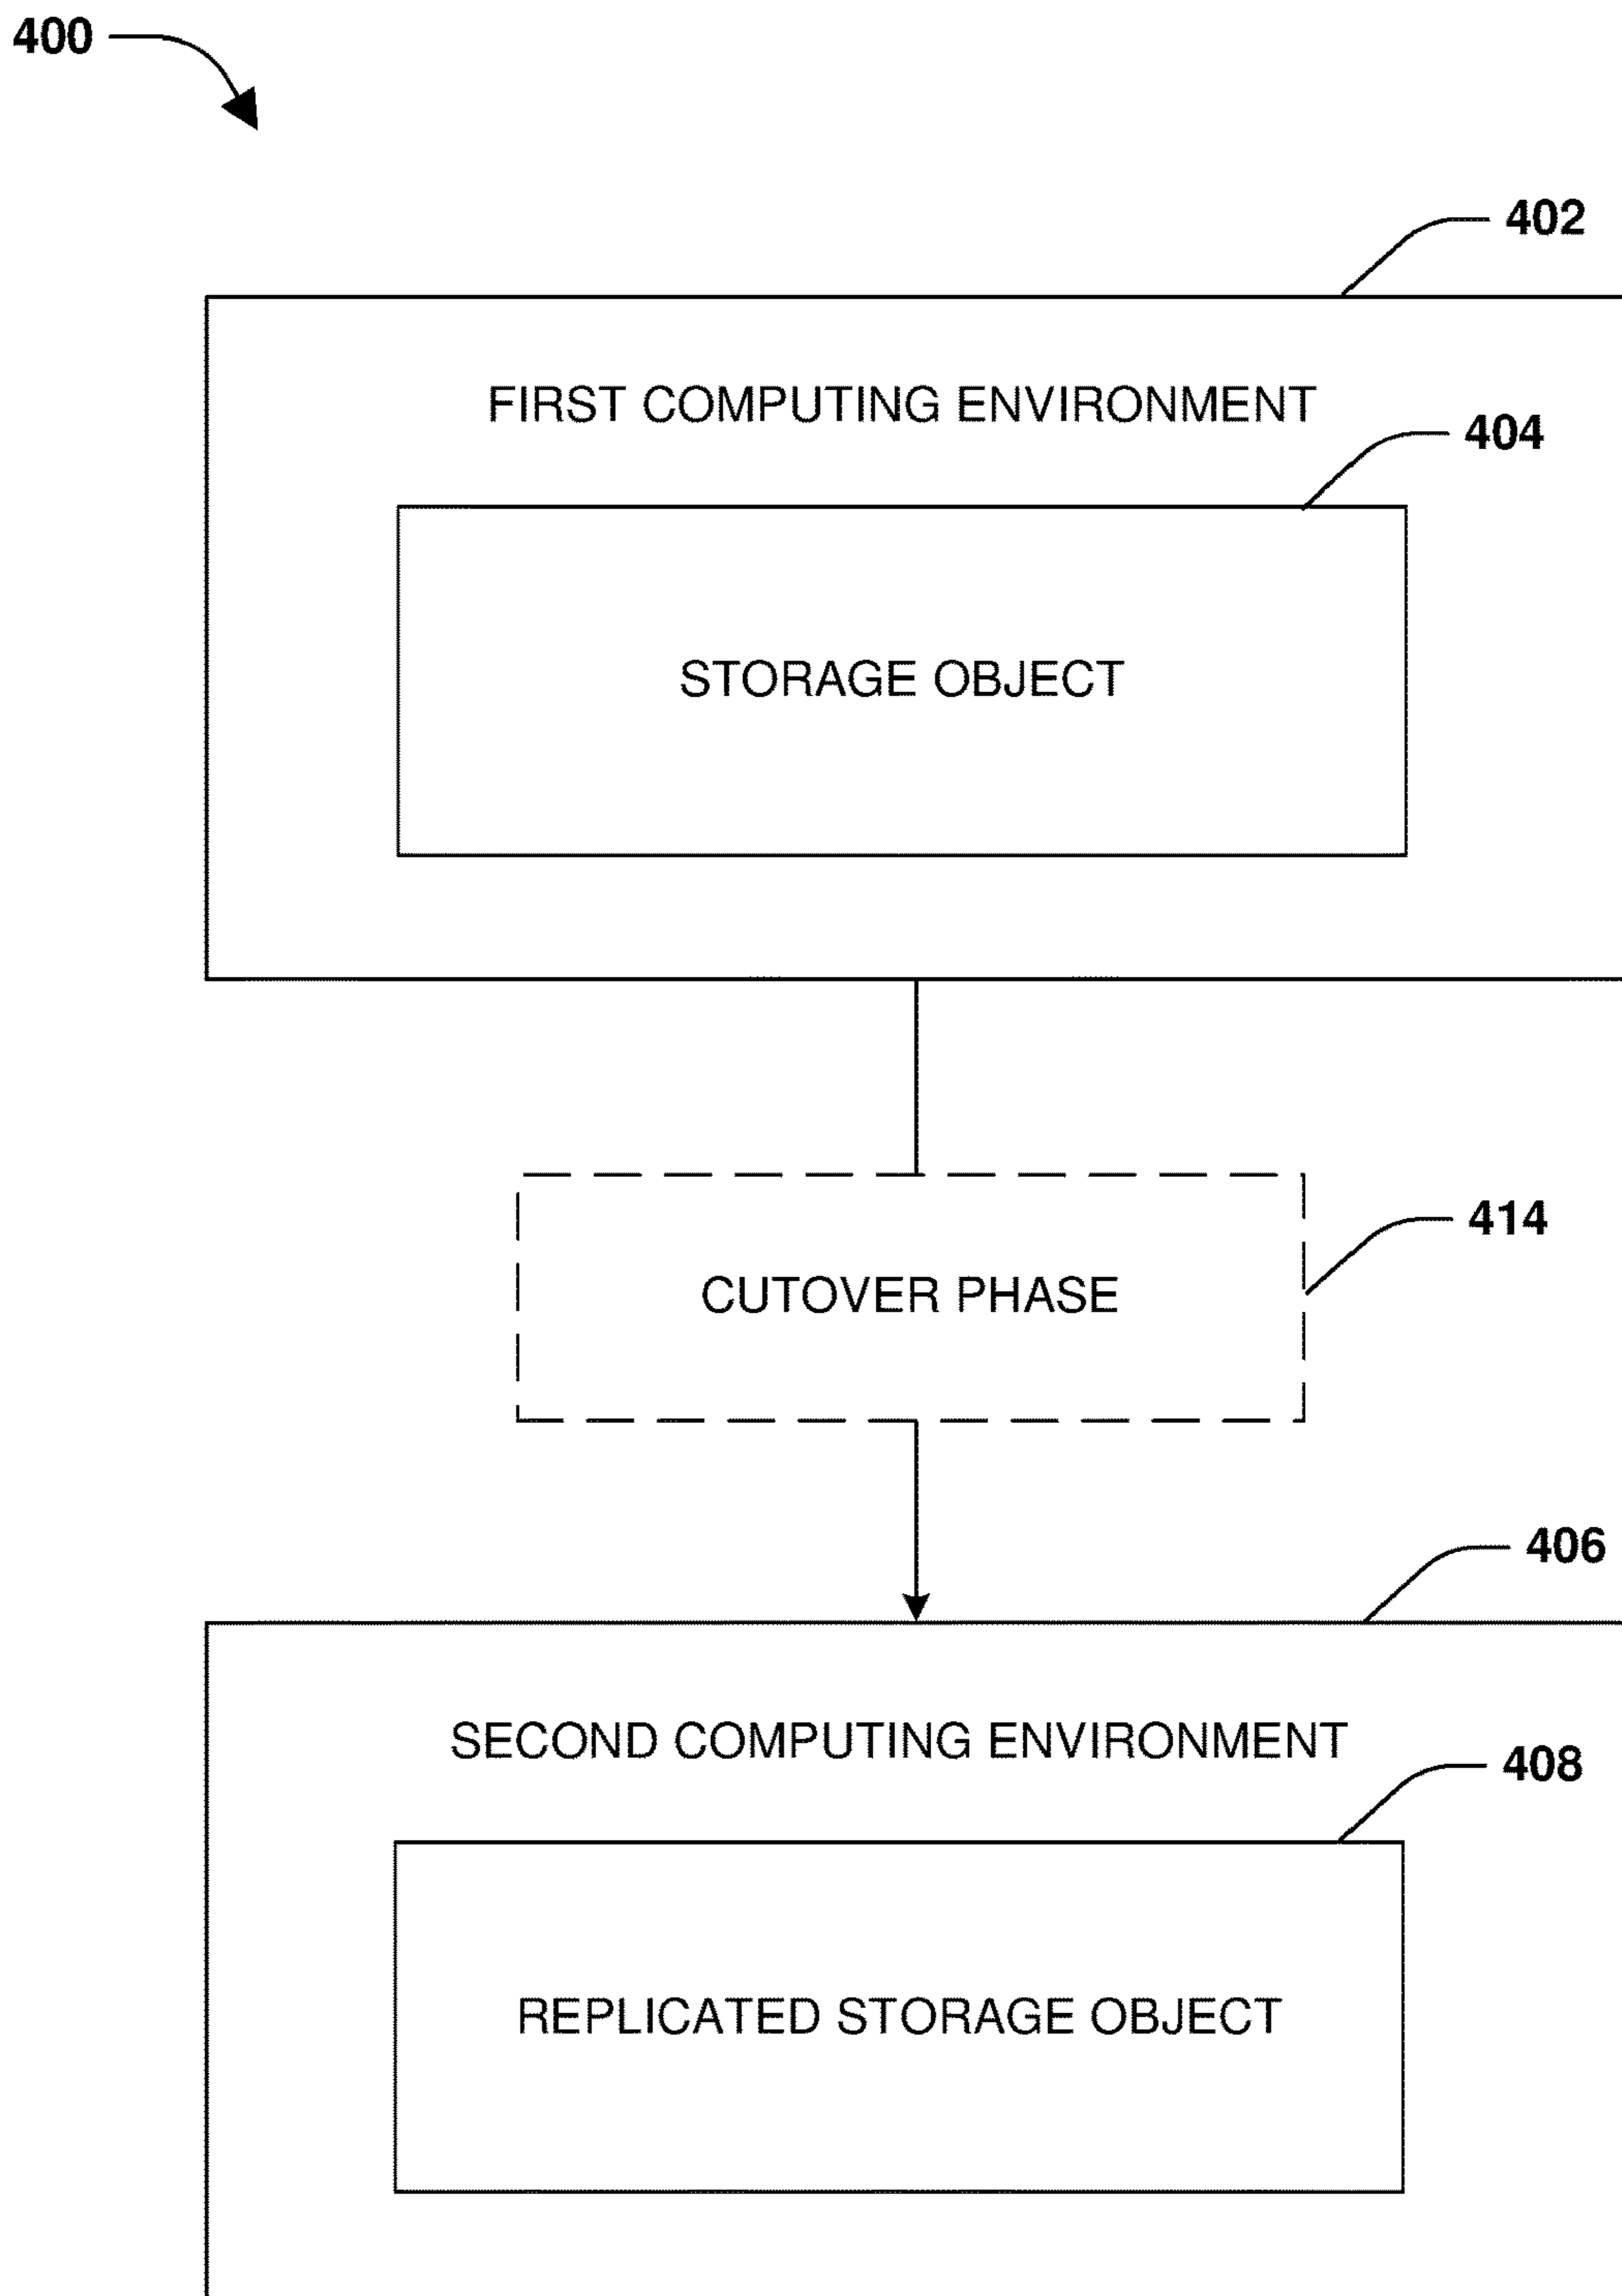 400
402
FIRST COMPUTING ENVIRONMENT
404
STORAGE OBJECT
414
CUTOVER PHASE
406
SECOND COMPUTING ENVIRONMENT
408
REPLICATED STORAGE OBJECT